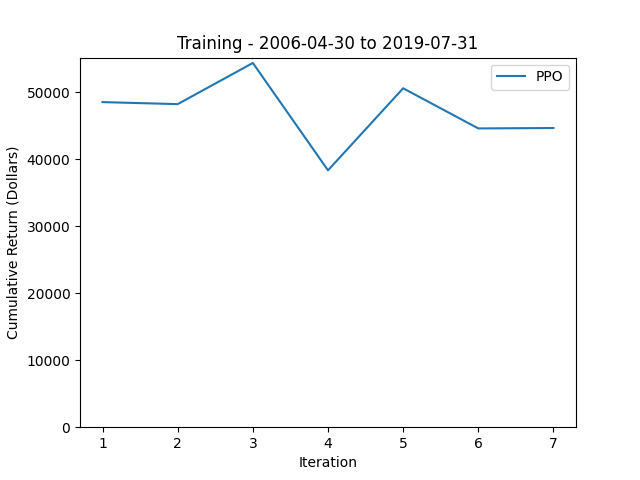 Training - 2006-04-30 to 2019-07-31
PPO
Cumulative Return (Dollars)
50000
40000
30000
20000
10000
0
1 2 3 4 5 6 7
Iteration